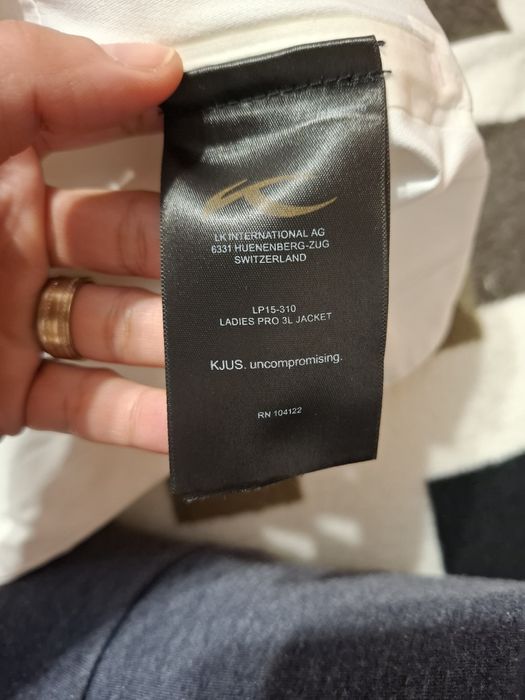 LK INTERNATIONAL AG
6331 HUENENBERG-ZUG
SWITZERLAND
LP15-310
LADIES PRO 3L JACKET
KJUS. uncompromising.
RN 104122